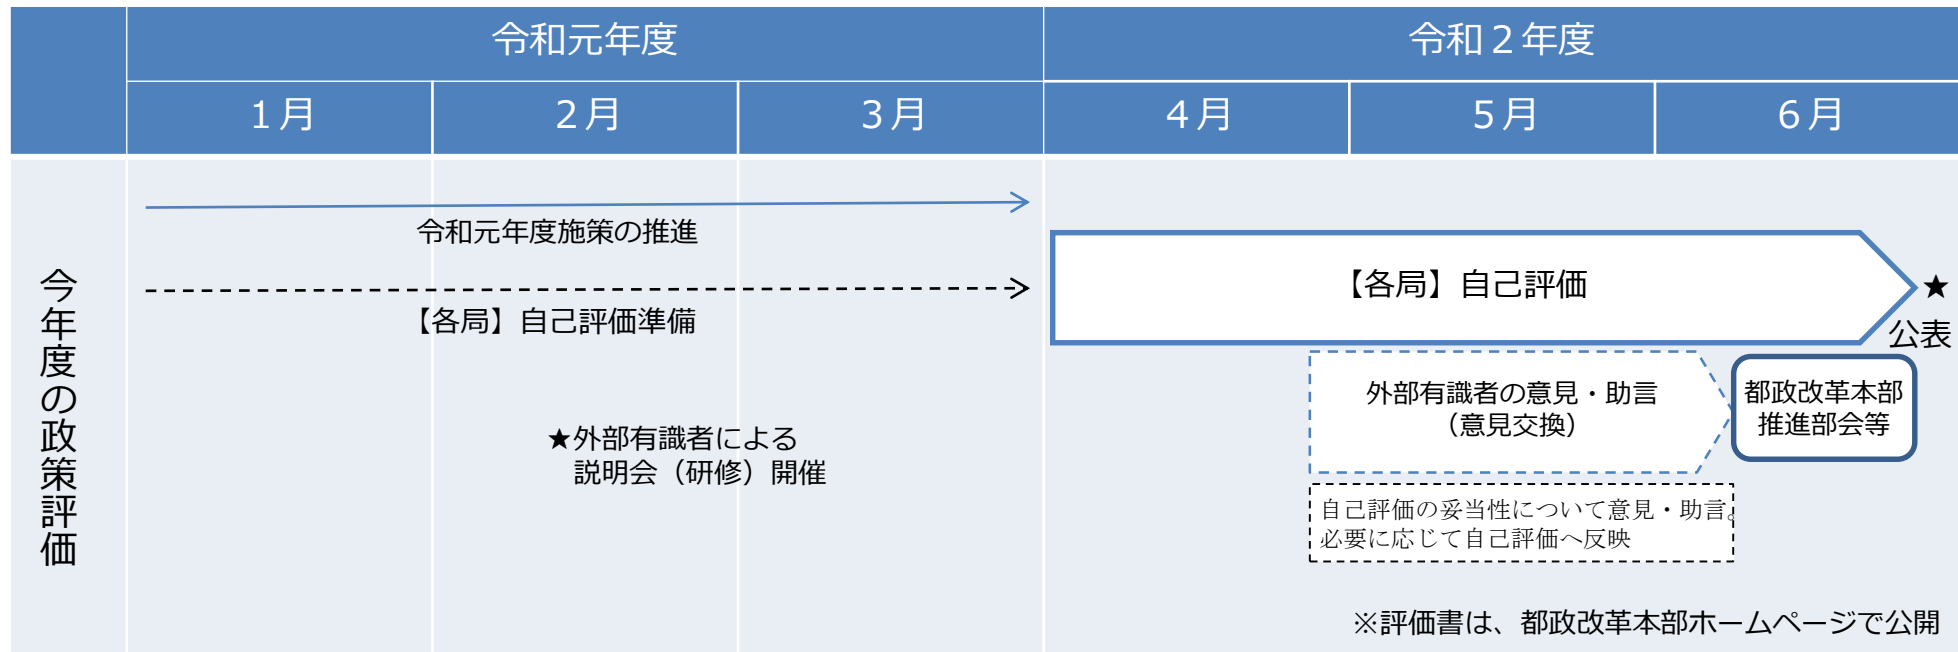 令和元年度
令和２年度
１月
２月
３月
４月
５月
６月
今年度の政策評価
令和元年度施策の推進
【各局】自己評価準備
★外部有識者による
説明会（研修）開催
【各局】自己評価
★
公表
外部有識者の意見・助言
（意見交換）
都政改革本部
推進部会等
自己評価の妥当性について意見・助言。
必要に応じて自己評価へ反映
※評価書は、都政改革本部ホームページで公開